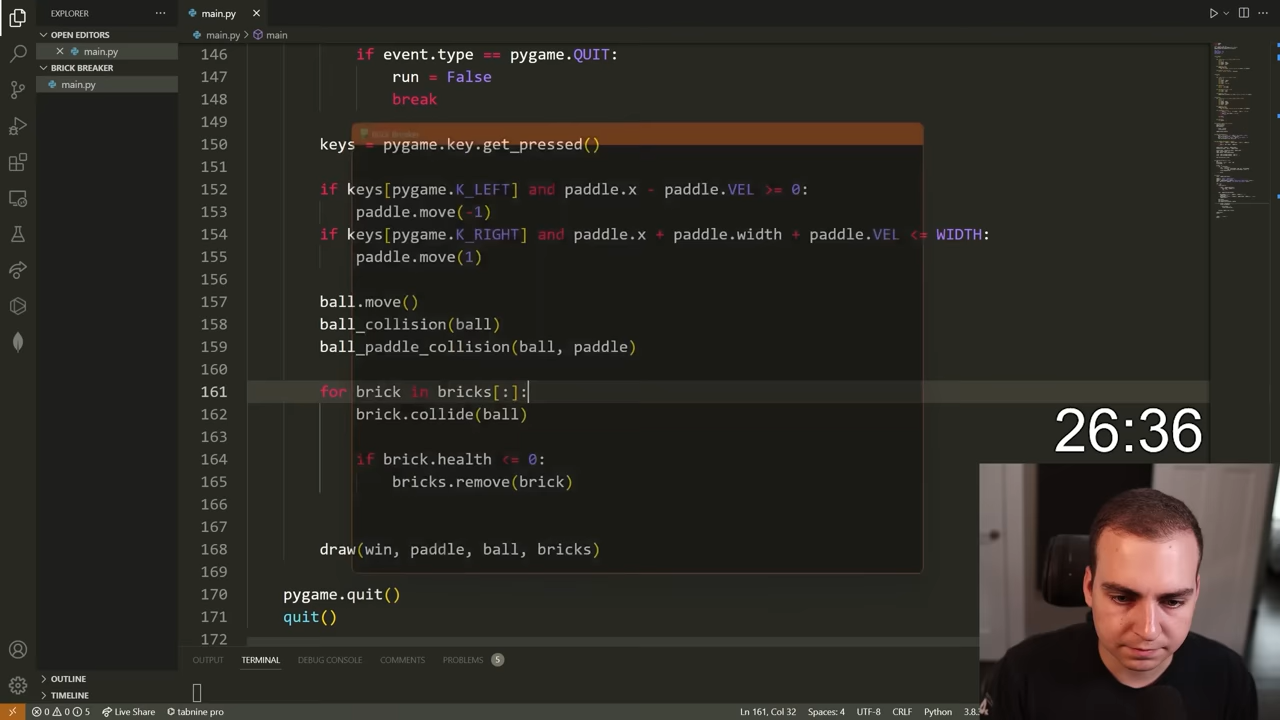 EXPLORER
OPEN EDITORS
main.py
BRICK BREAKER
main.py
OUTLINE
TIMELINE
main.py
main.py > main
146 if event.type == pygame.QUIT:
147 run = False
148 break
149
150 keys = pygame.key.get_pressed()
151
152 if keys[pygame.K_LEFT] and paddle.x - paddle.VEL >= 0:
153 paddle.move(-1)
154 if keys[pygame.K_RIGHT] and paddle.x + paddle.width + paddle.VEL <= WIDTH:
155 paddle.move(1)
156
157 ball.move()
158 ball_collision(ball)
159 ball_paddle_collision(ball, paddle)
160
161 for brick in bricks[:]:
162 brick.collide(ball)
163
164 if brick.health <= 0:
165 bricks.remove(brick)
166
167
168 draw(win, paddle, ball, bricks)
169
170 pygame.quit()
171 quit()
172
Brick Breaker
26:36
OUTPUT TERMINAL DEBUG CONSOLE COMMENTS PROBLEMS 5
0 0 5 Live Share tabnine pro Ln 161, Col 32 Spaces: 4 UTF-8 CRLF Python